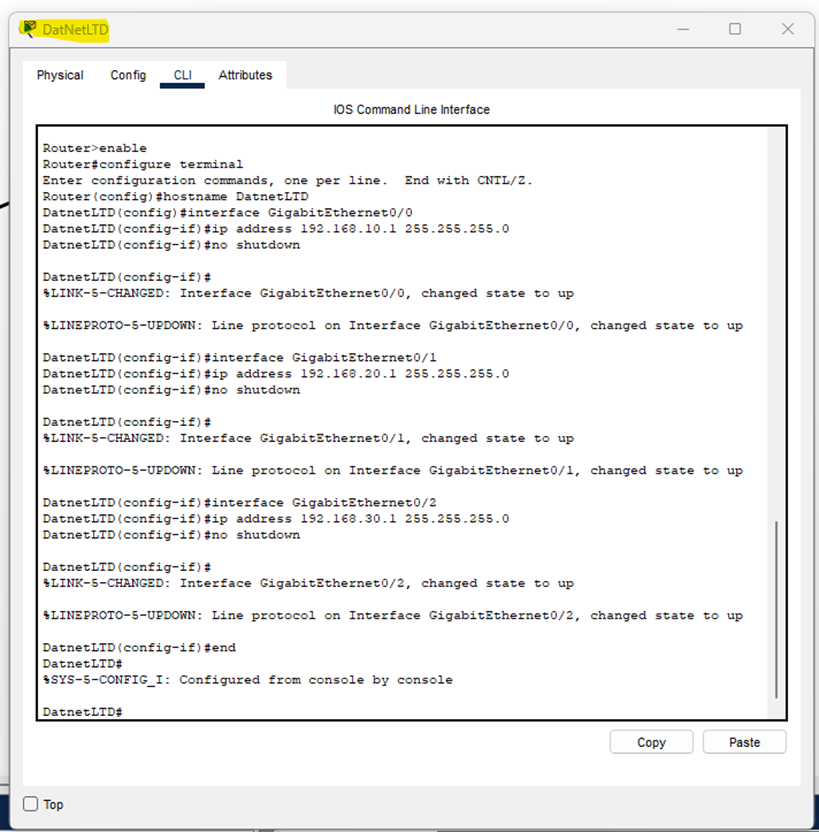 DatNetLTD
Physical Config CLI Attributes
IOS Command Line Interface
Router>enable
Router#configure terminal
Enter configuration commands, one per line.  End with CNTL/Z.
Router(config)#hostname DatnetLTD
DatnetLTD(config)#interface GigabitEthernet0/0
DatnetLTD(config-if)#ip address 192.168.10.1 255.255.255.0
DatnetLTD(config-if)#no shutdown
DatnetLTD(config-if)#
%LINK-5-CHANGED: Interface GigabitEthernet0/0, changed state to up
%LINEPROTO-5-UPDOWN: Line protocol on Interface GigabitEthernet0/0, changed state to up
DatnetLTD(config-if)#interface GigabitEthernet0/1
DatnetLTD(config-if)#ip address 192.168.20.1 255.255.255.0
DatnetLTD(config-if)#no shutdown
DatnetLTD(config-if)#
%LINK-5-CHANGED: Interface GigabitEthernet0/1, changed state to up
%LINEPROTO-5-UPDOWN: Line protocol on Interface GigabitEthernet0/1, changed state to up
DatnetLTD(config-if)#interface GigabitEthernet0/2
DatnetLTD(config-if)#ip address 192.168.30.1 255.255.255.0
DatnetLTD(config-if)#no shutdown
DatnetLTD(config-if)#
%LINK-5-CHANGED: Interface GigabitEthernet0/2, changed state to up
%LINEPROTO-5-UPDOWN: Line protocol on Interface GigabitEthernet0/2, changed state to up
DatnetLTD(config-if)#end
DatnetLTD#
%SYS-5-CONFIG_I: Configured from console by console
DatnetLTD#
Copy Paste
Top